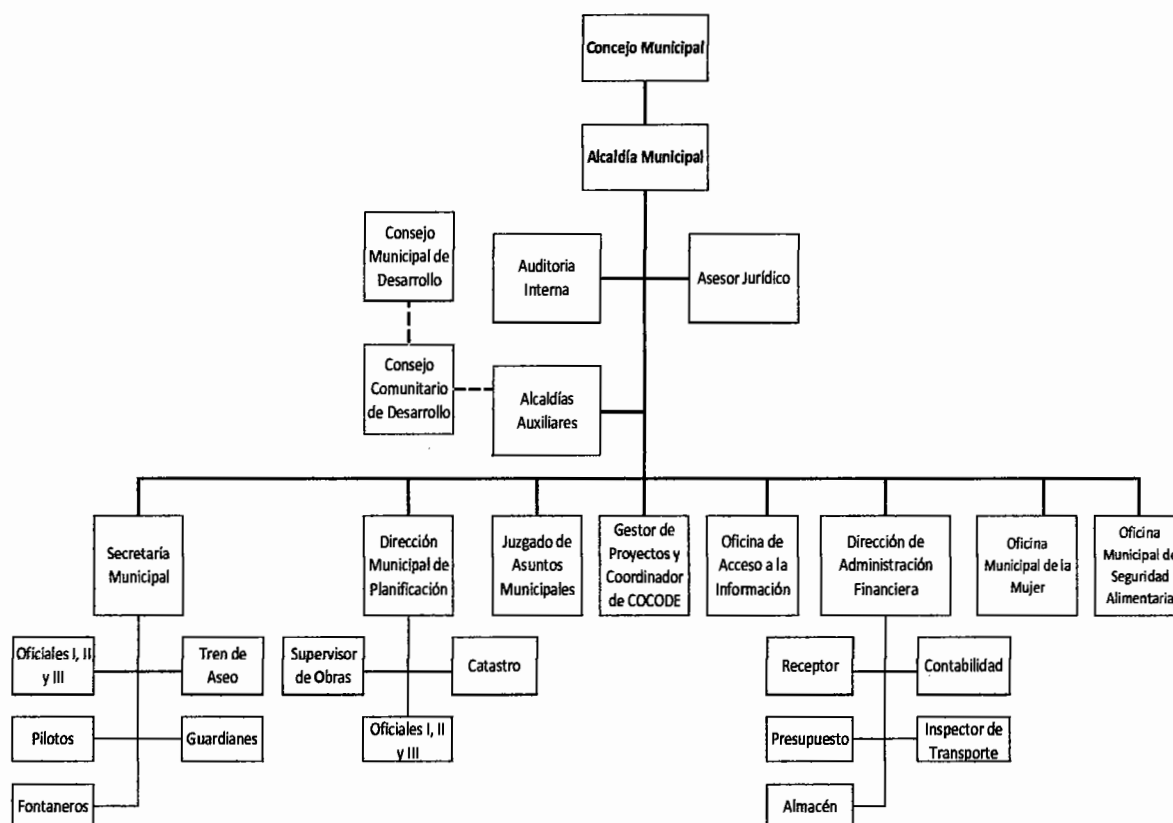 Concejo Municipal
Alcaldía Municipal
Consejo
Municipal de
Desarrollo
Auditoria
Interna
Asesor Jurídico
Consejo
Comunitario
de Desarrollo
Alcaldías
Auxiliares
Secretaría
Municipal
Dirección
Municipal de
Planificación
Juzgado de
Asuntos
Municipales
Gestor de
Proyectos y
Coordinador
de COCODE
Oficina de
Acceso a la
Información
Dirección de
Administración
Financiera
Oficina
Municipal de la
Mujer
Oficina
Municipal de
Seguridad
Alimentaria
Oficiales I, II
y III
Tren de
Aseo
Supervisor
de Obras
Catastro
Receptor
Contabilidad
Pilotos
Guardianes
Oficiales I, II
y III
Presupuesto
Inspector de
Transporte
Fontaneros
Almacén